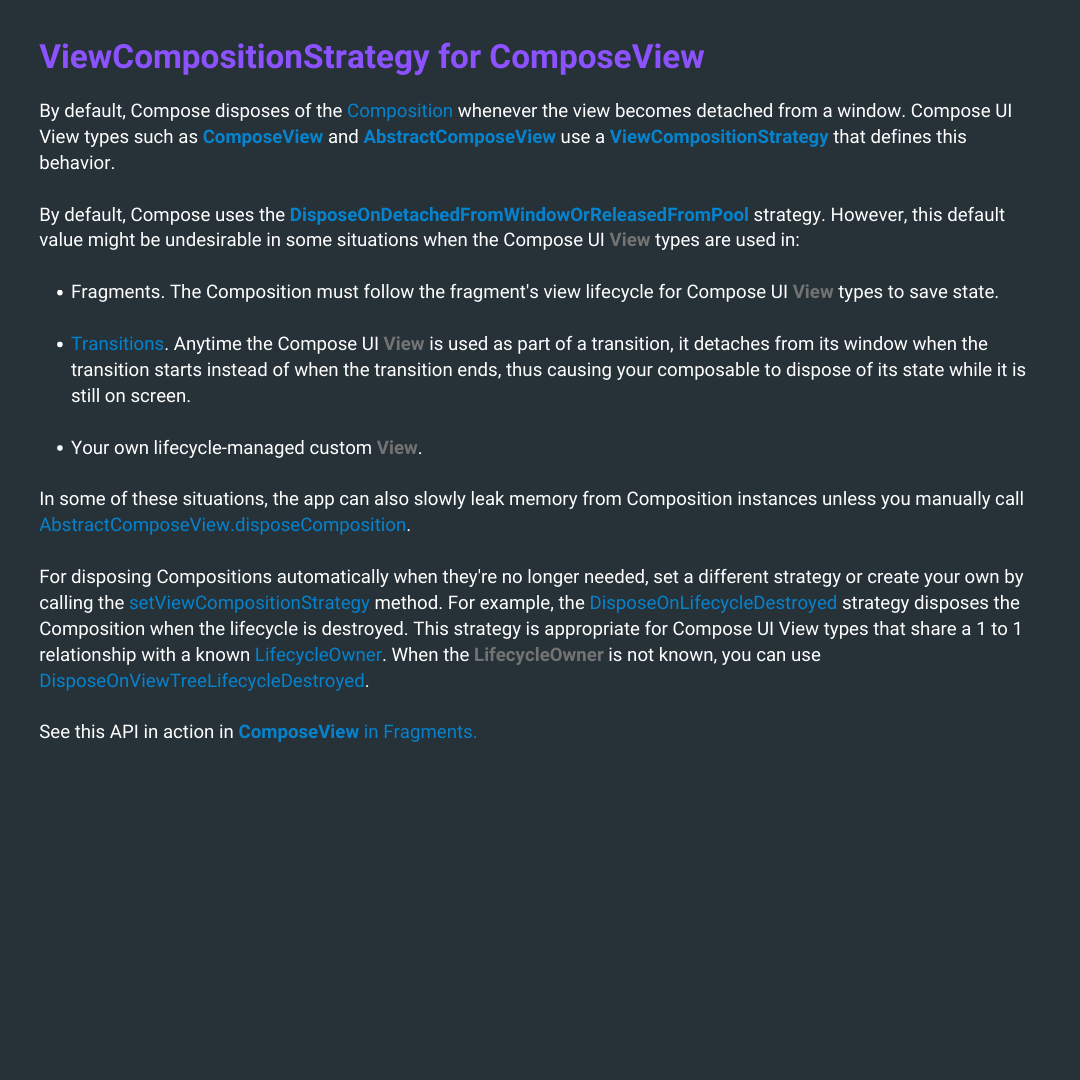 ViewCompositionStrategy for ComposeView
By default, Compose disposes of the Composition whenever the view becomes detached from a window. Compose UI
View types such as ComposeView and AbstractComposeView use a ViewCompositionStrategy that defines this
behavior.
By default, Compose uses the DisposeOnDetachedFromWindowOrReleasedFromPool strategy. However, this default
value might be undesirable in some situations when the Compose UI View types are used in:
• Fragments. The Composition must follow the fragment's view lifecycle for Compose UI View types to save state.
• Transitions. Anytime the Compose UI View is used as part of a transition, it detaches from its window when the
transition starts instead of when the transition ends, thus causing your composable to dispose of its state while it is
still on screen.
• Your own lifecycle-managed custom View.
In some of these situations, the app can also slowly leak memory from Composition instances unless you manually call
AbstractComposeView.disposeComposition.
For disposing Compositions automatically when they're no longer needed, set a different strategy or create your own by
calling the setViewCompositionStrategy method. For example, the DisposeOnLifecycleDestroyed strategy disposes the
Composition when the lifecycle is destroyed. This strategy is appropriate for Compose UI View types that share a 1 to 1
relationship with a known LifecycleOwner. When the LifecycleOwner is not known, you can use
DisposeOnViewTreeLifecycleDestroyed.
See this API in action in ComposeView in Fragments.